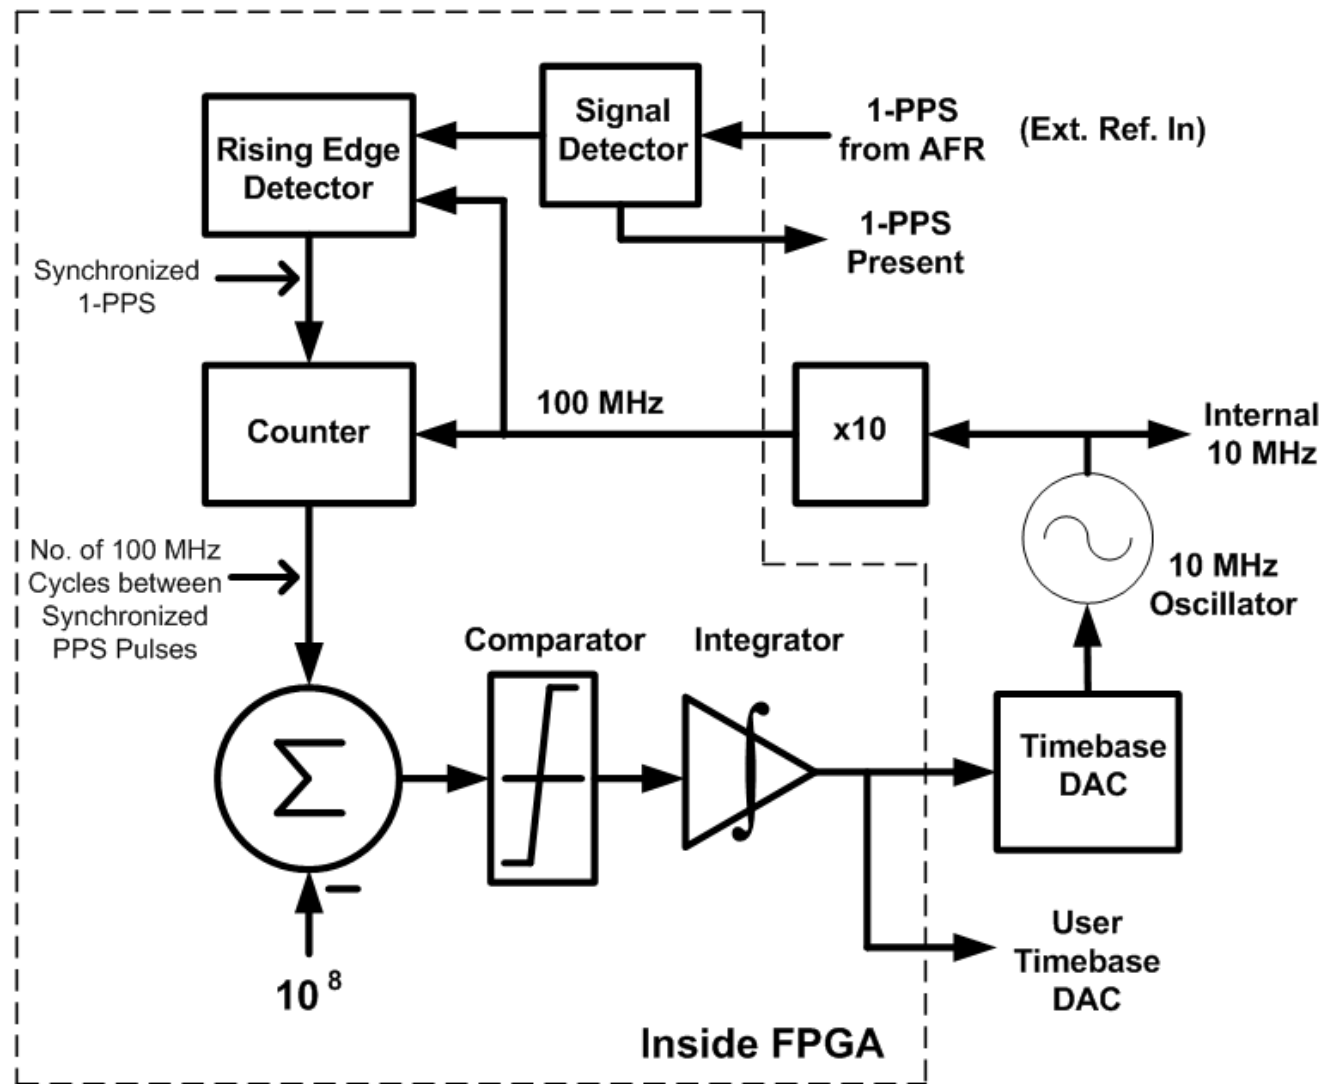 Signal
Detector
1-PPS
from AFR
(Ext. Ref. In)
Rising Edge
Detector
1-PPS
Present
Synchronized
1-PPS
Counter
100 MHz
x10
Internal
10 MHz
No. of 100 MHz
Cycles between
Synchronized
PPS Pulses
10 MHz
Oscillator
Comparator
Integrator
Σ
∫
Timebase
DAC
–
10 8
User
Timebase
DAC
Inside FPGA